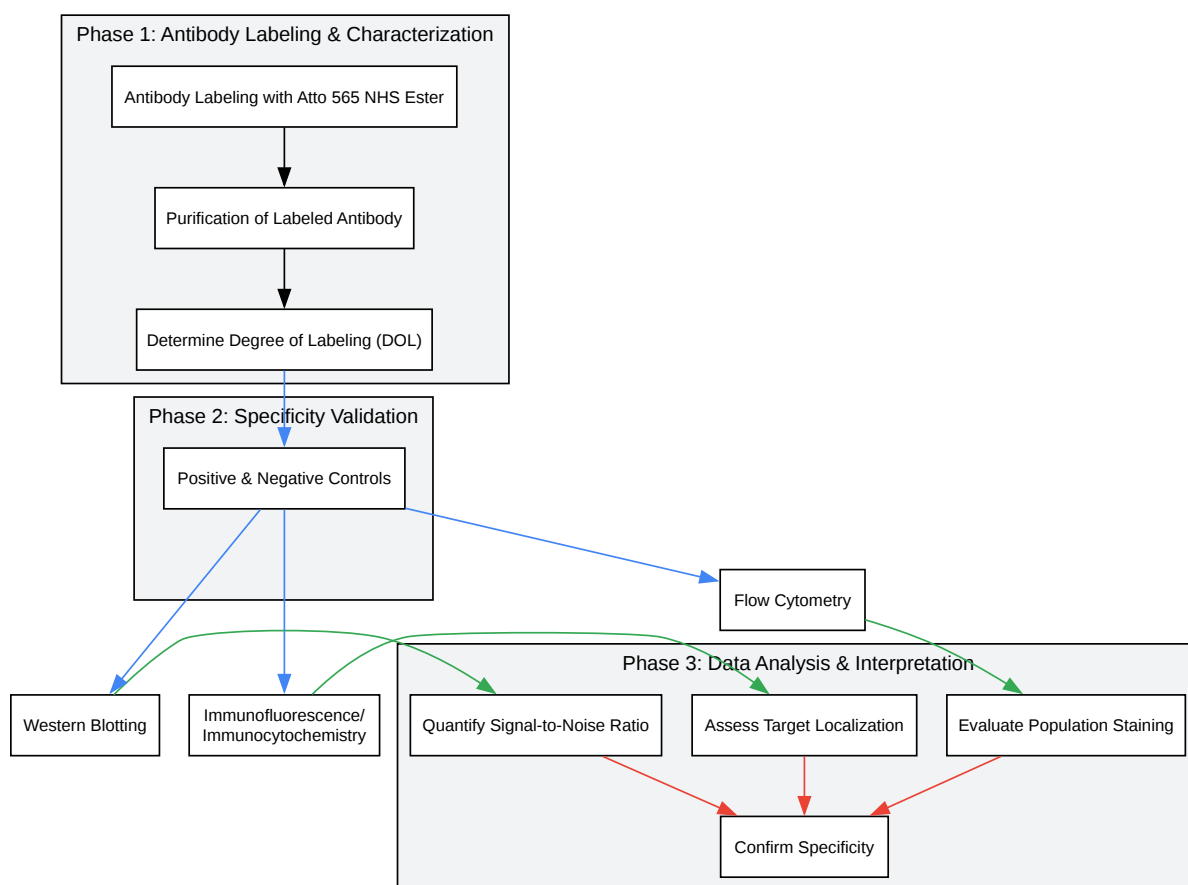 Phase 1: Antibody Labeling & Characterization
Antibody Labeling with Atto 565 NHS Ester
Purification of Labeled Antibody
Determine Degree of Labeling (DOL)
Phase 2: Specificity Validation
Positive & Negative Controls
Flow Cytometry
Phase 3: Data Analysis & Interpretation
Western Blotting
Immunofluorescence/
Immunocytochemistry
Quantify Signal-to-Noise Ratio
Assess Target Localization
Evaluate Population Staining
Confirm Specificity